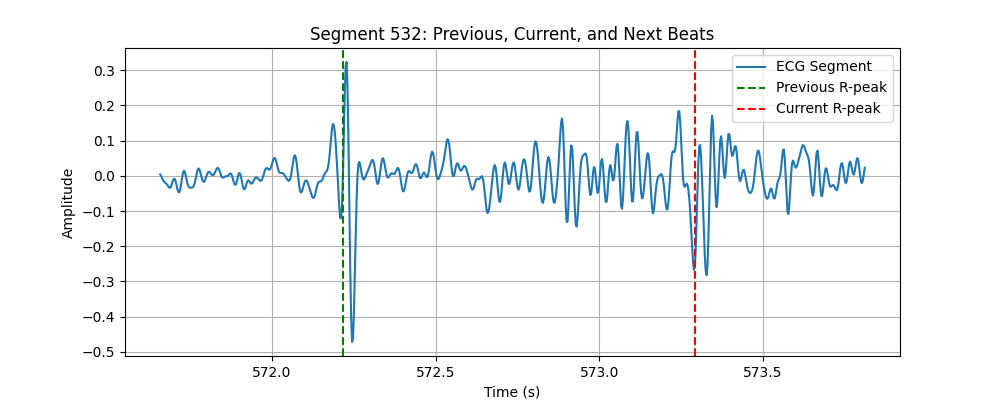 Segment 532: Previous, Current, and Next Beats
ECG Segment
Previous R-peak
Current R-peak
Amplitude
0.3
0.2
0.1
0.0
−0.1
−0.2
−0.3
−0.4
−0.5
572.0
572.5
573.0
573.5
Time (s)